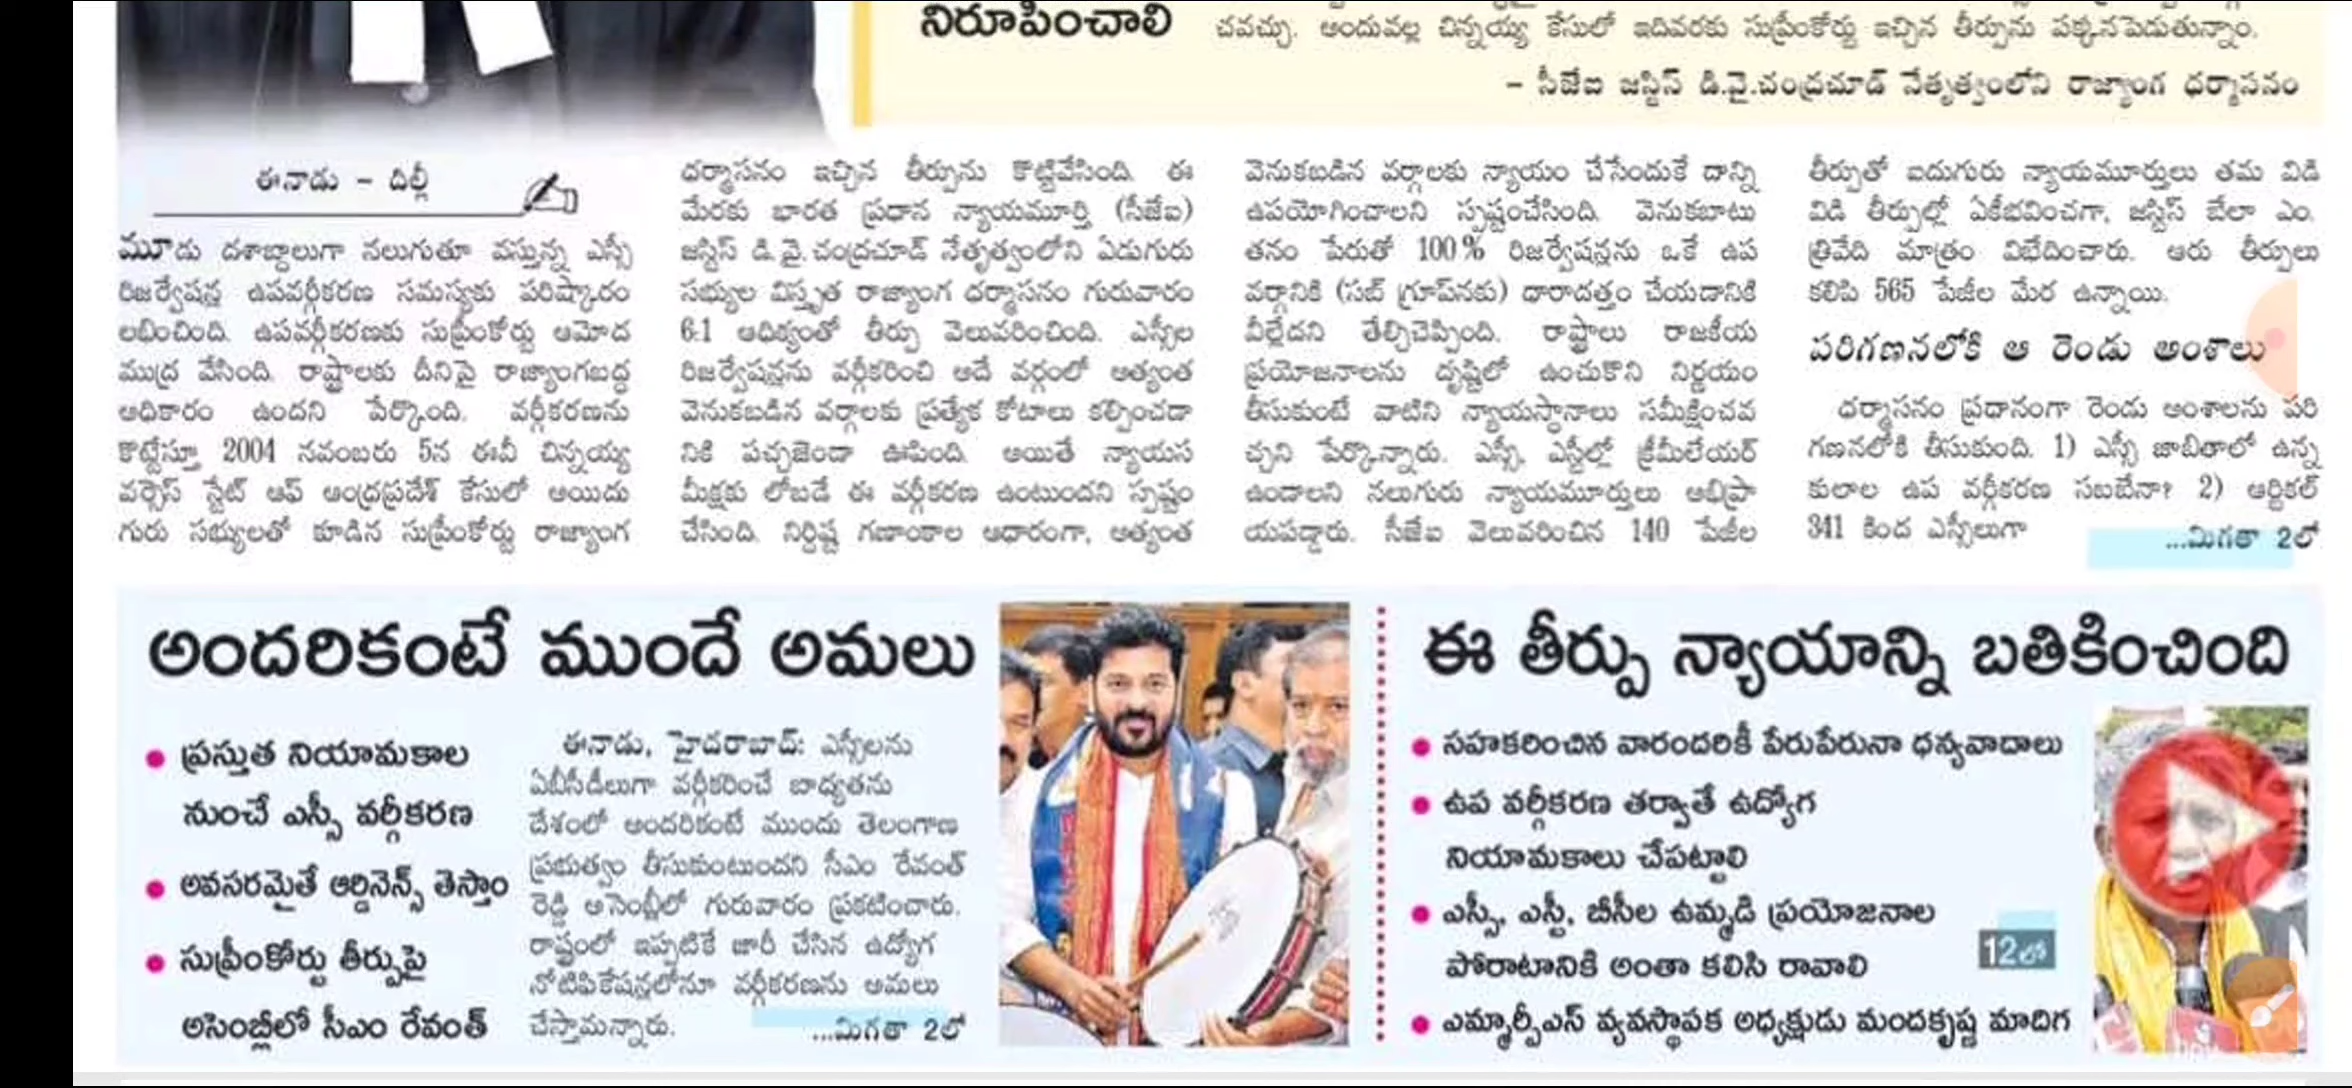 నిరూపించాలి
చవచ్చు. అందువల్ల చిన్నయ్య కేసులో ఇదివరకు సుప్రీంకోర్టు ఇచ్చిన తీర్పును పక్కనపెడుతున్నాం.
– సీజేఐ జస్టిస్ డి.వై.చంద్రచూడ్ నేతృత్వంలోని రాజ్యాంగ ధర్మాసనం
ఈనాడు – దిల్లీ
మూడు దశాబ్దాలుగా నలుగుతూ వస్తున్న ఎస్సీ
రిజర్వేషన్ల ఉపవర్గీకరణ సమస్యకు పరిష్కారం
లభించింది. ఉపవర్గీకరణకు సుప్రీంకోర్టు ఆమోద
ముద్ర వేసింది. రాష్ట్రాలకు దీనిపై రాజ్యాంగబద్ధ
అధికారం ఉందని పేర్కొంది. వర్గీకరణను
కొట్టేస్తూ 2004 నవంబరు 5న ఈవీ చిన్నయ్య
వర్సెస్ స్టేట్ ఆఫ్ ఆంధ్రప్రదేశ్ కేసులో అయిదు
గురు సభ్యులతో కూడిన సుప్రీంకోర్టు రాజ్యాంగ
ధర్మాసనం ఇచ్చిన తీర్పును కొట్టివేసింది. ఈ
మేరకు భారత ప్రధాన న్యాయమూర్తి (సీజేఐ)
జస్టిస్ డి.వై.చంద్రచూడ్ నేతృత్వంలోని ఏడుగురు
సభ్యుల విస్తృత రాజ్యాంగ ధర్మాసనం గురువారం
6:1 ఆధిక్యంతో తీర్పు వెలువరించింది. ఎస్సీల
రిజర్వేషన్లను వర్గీకరించి ఆదే వర్గంలో అత్యంత
వెనుకబడిన వర్గాలకు ప్రత్యేక కోటాలు కల్పించడా
నికి పచ్చజెండా ఊపింది. అయితే న్యాయస
మీక్షకు లోబడే ఈ వర్గీకరణ ఉంటుందని స్పష్టం
చేసింది. నిర్దిష్ట గణాంకాల ఆధారంగా, అత్యంత
వెనుకబడిన వర్గాలకు న్యాయం చేసేందుకే దాన్ని
ఉపయోగించాలని స్పష్టంచేసింది. వెనుకబాటు
తనం పేరుతో 100% రిజర్వేషన్లను ఒకే ఉప
వర్గానికి (సబ్ గ్రూప్‌నకు) ధారాదత్తం చేయడానికి
వీల్లేదని తేల్చిచెప్పింది. రాష్ట్రాలు రాజకీయ
ప్రయోజనాలను దృష్టిలో ఉంచుకొని నిర్ణయం
తీసుకుంటే వాటిని న్యాయస్థానాలు సమీక్షించవ
చ్చని పేర్కొన్నారు. ఎస్సీ, ఎస్టీల్లో క్రీమీలేయర్
ఉండాలని నలుగురు న్యాయమూర్తులు అభిప్రా
యపడ్డారు. సీజేఐ వెలువరించిన 140 పేజీల
తీర్పుతో ఐదుగురు న్యాయమూర్తులు తమ విడి
విడి తీర్పుల్లో ఏకీభవించగా, జస్టిస్ బేలా ఎం.
త్రివేది మాత్రం విభేదించారు. ఆరు తీర్పులు
కలిపి 565 పేజీల మేర ఉన్నాయి.
పరిగణనలోకి ఆ రెండు అంశాలు
ధర్మాసనం ప్రధానంగా రెండు అంశాలను పరి
గణనలోకి తీసుకుంది. 1) ఎస్సీ జాబితాలో ఉన్న
కులాల ఉప వర్గీకరణ సబబేనా? 2) ఆర్టికల్
341 కింద ఎస్సీలుగా
...మిగతా 2లో
అందరికంటే ముందే అమలు
ప్రస్తుత నియామకాల
నుంచే ఎస్సీ వర్గీకరణ
అవసరమైతే ఆర్డినెన్స్ తెస్తాం
సుప్రీంకోర్టు తీర్పుపై
అసెంబ్లీలో సీఎం రేవంత్
ఈనాడు, హైదరాబాద్: ఎస్సీలను
ఏబీసీడీలుగా వర్గీకరించే బాధ్యతను
దేశంలో అందరికంటే ముందు తెలంగాణ
ప్రభుత్వం తీసుకుంటుందని సీఎం రేవంత్
రెడ్డి అసెంబ్లీలో గురువారం ప్రకటించారు.
రాష్ట్రంలో ఇప్పటికే జారీ చేసిన ఉద్యోగ
నోటిఫికేషన్లలోనూ వర్గీకరణను అమలు
చేస్తామన్నారు.
...మిగతా 2లో
ఈ తీర్పు న్యాయాన్ని బతికించింది
సహకరించిన వారందరికీ పేరుపేరునా ధన్యవాదాలు
ఉప వర్గీకరణ తర్వాతే ఉద్యోగ
నియామకాలు చేపట్టాలి
ఎస్సీ, ఎస్టీ, బీసీల ఉమ్మడి ప్రయోజనాల
పోరాటానికి అంతా కలిసి రావాలి
12లో
ఎమ్మార్పీఎస్ వ్యవస్థాపక అధ్యక్షుడు మందకృష్ణ మాదిగ